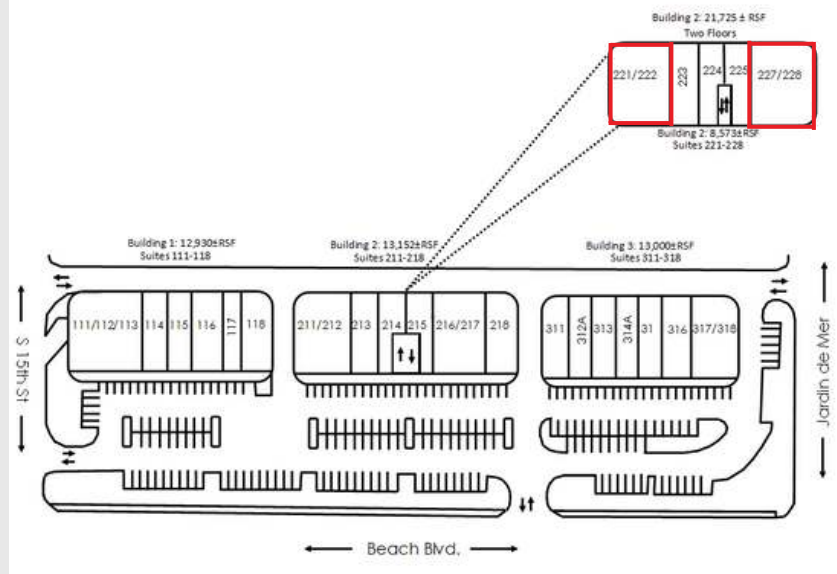 Building 2: 21,725 ± RSF
Two Floors
221/222 223 224 225 227/228
Building 2: 8,573±RSF
Suites 221-228
Building 1: 12,930±RSF
Suites 111-118
Building 2: 13,152±RSF
Suites 211-218
Building 3: 13,000±RSF
Suites 311-318
111/112/113 114 115 116 117 118
211/212 213 214 215 216/217 218
311 312A 313 314A 31 316 317/318
S 15th St
Jardin de Mer
Beach Blvd.